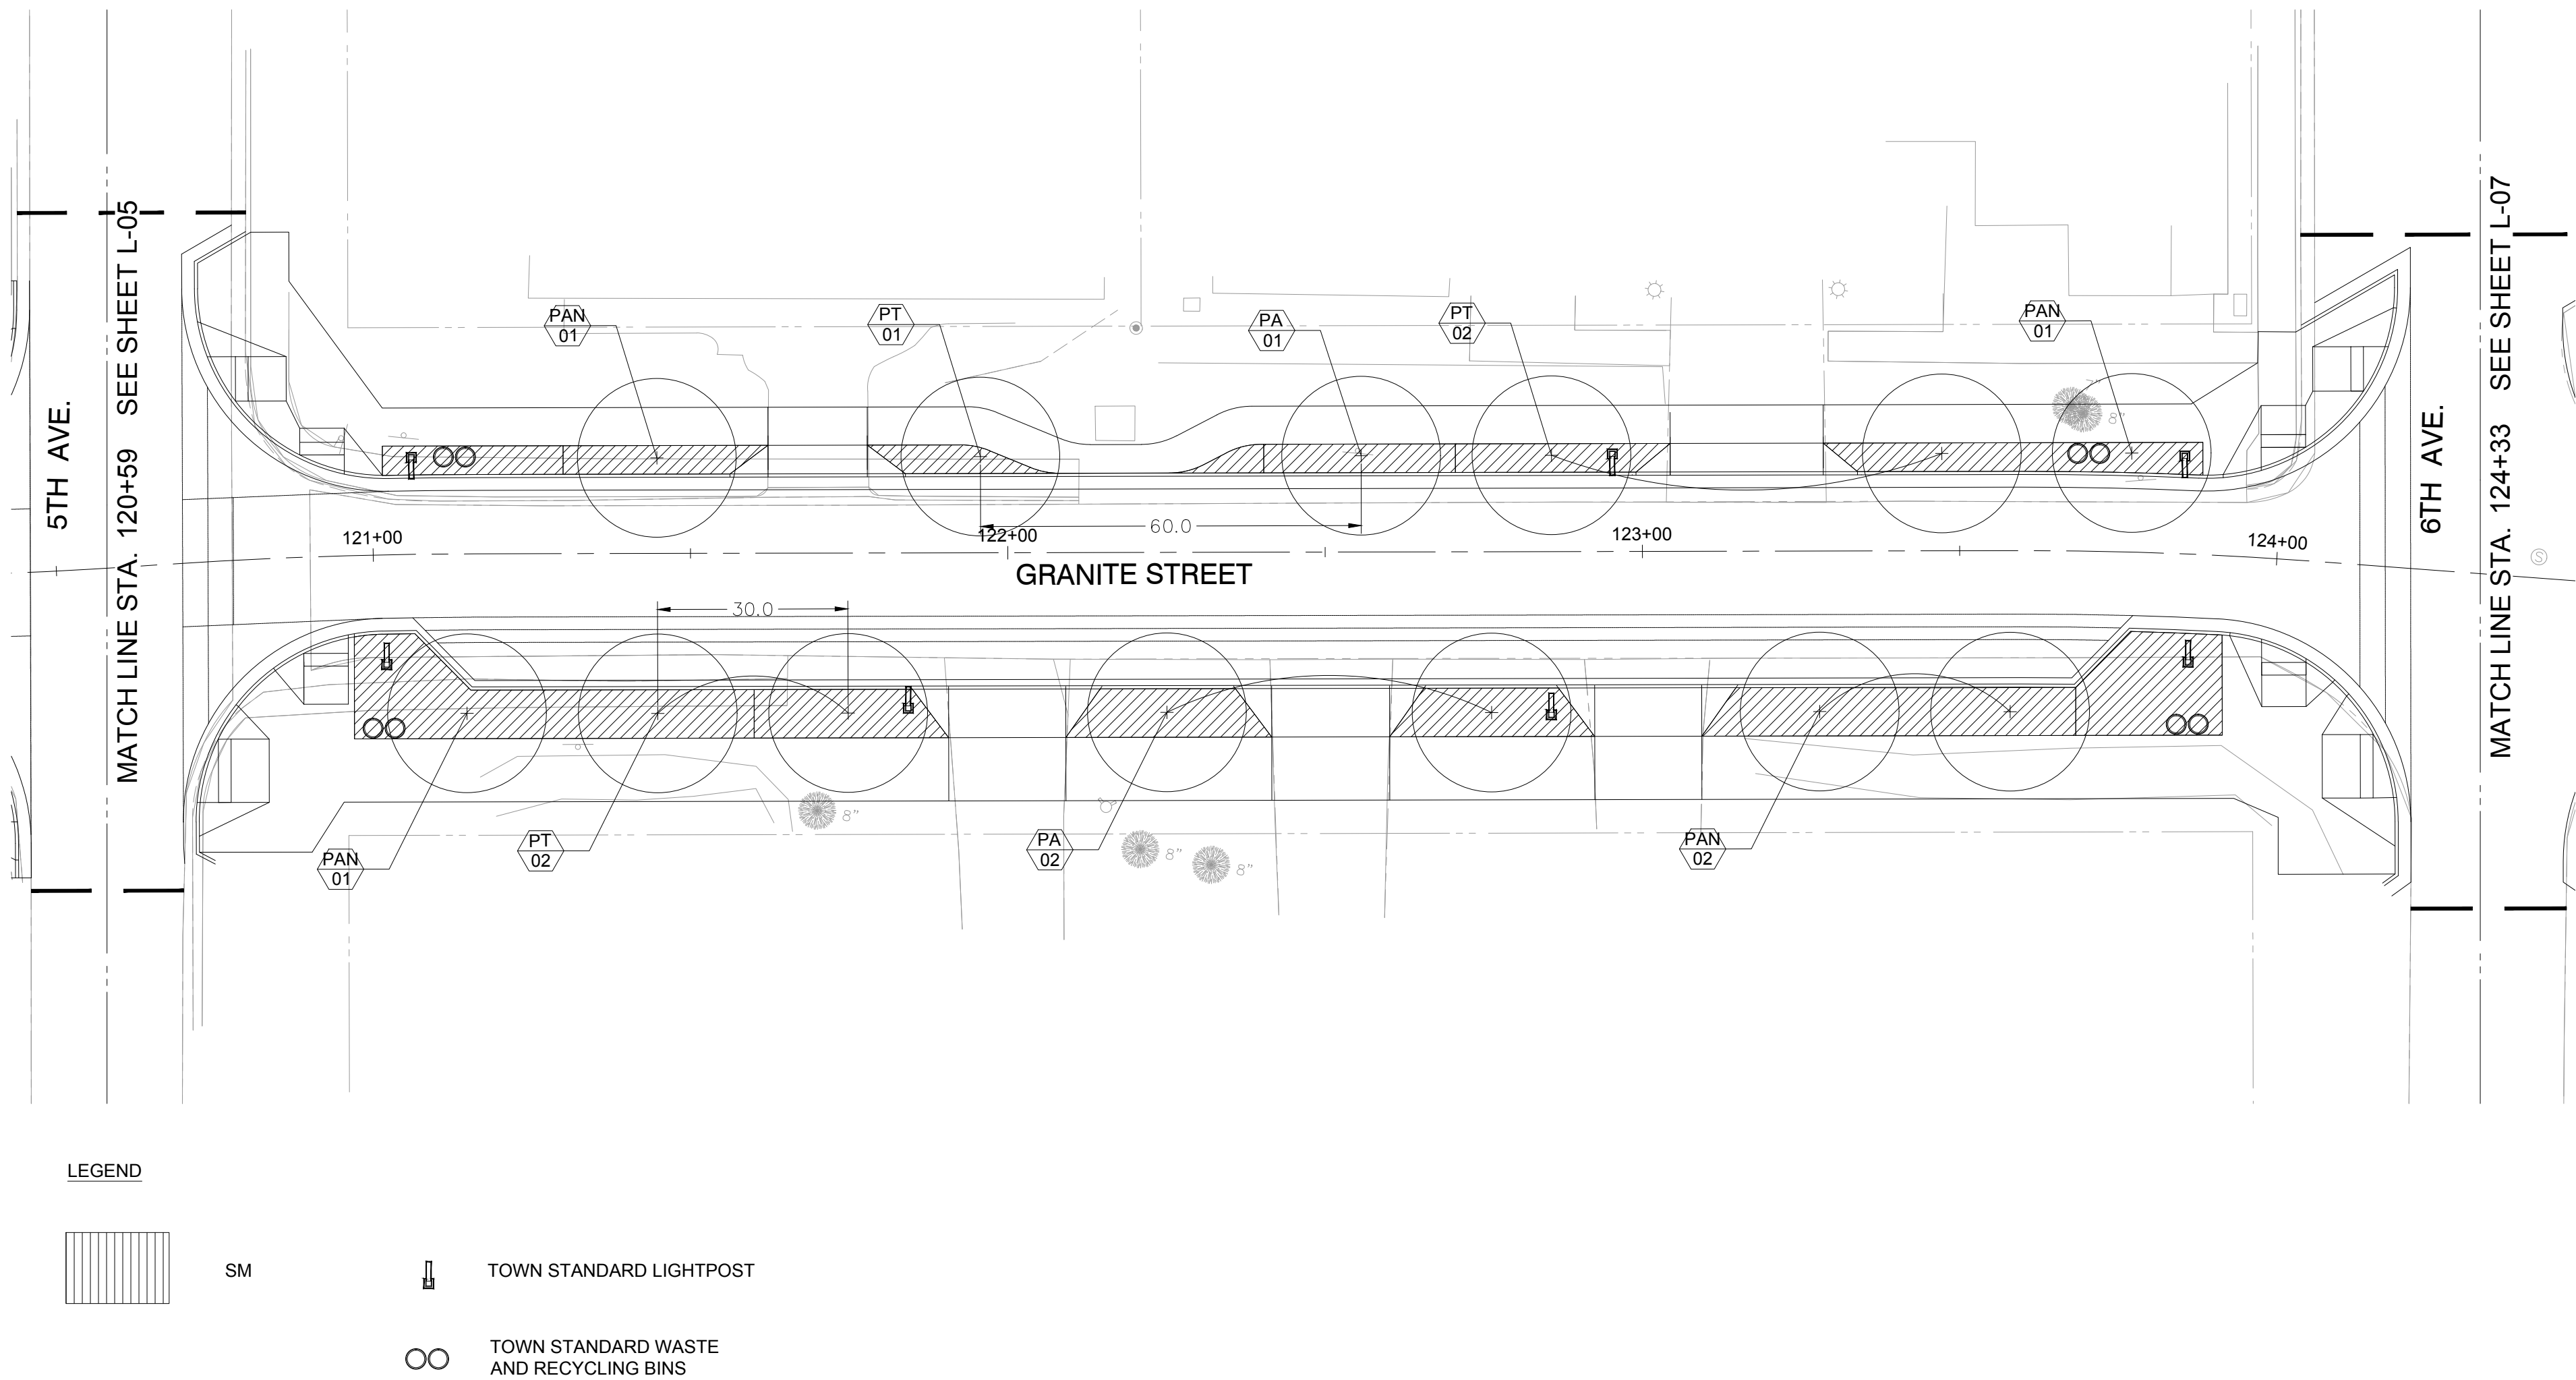 5TH AVE.
MATCH LINE STA. 120+59 SEE SHEET L-05
PAN
01
PT
01
PA
01
PT
02
PAN
01
8"
6TH AVE.
MATCH LINE STA. 124+33 SEE SHEET L-07
60.0
121+00
122+00
123+00
124+00
S
GRANITE STREET
30.0
PAN
01
PT
02
8"
PA
02
8"
8"
PAN
02
LEGEND
SM
TOWN STANDARD LIGHTPOST
TOWN STANDARD WASTE
AND RECYCLING BINS